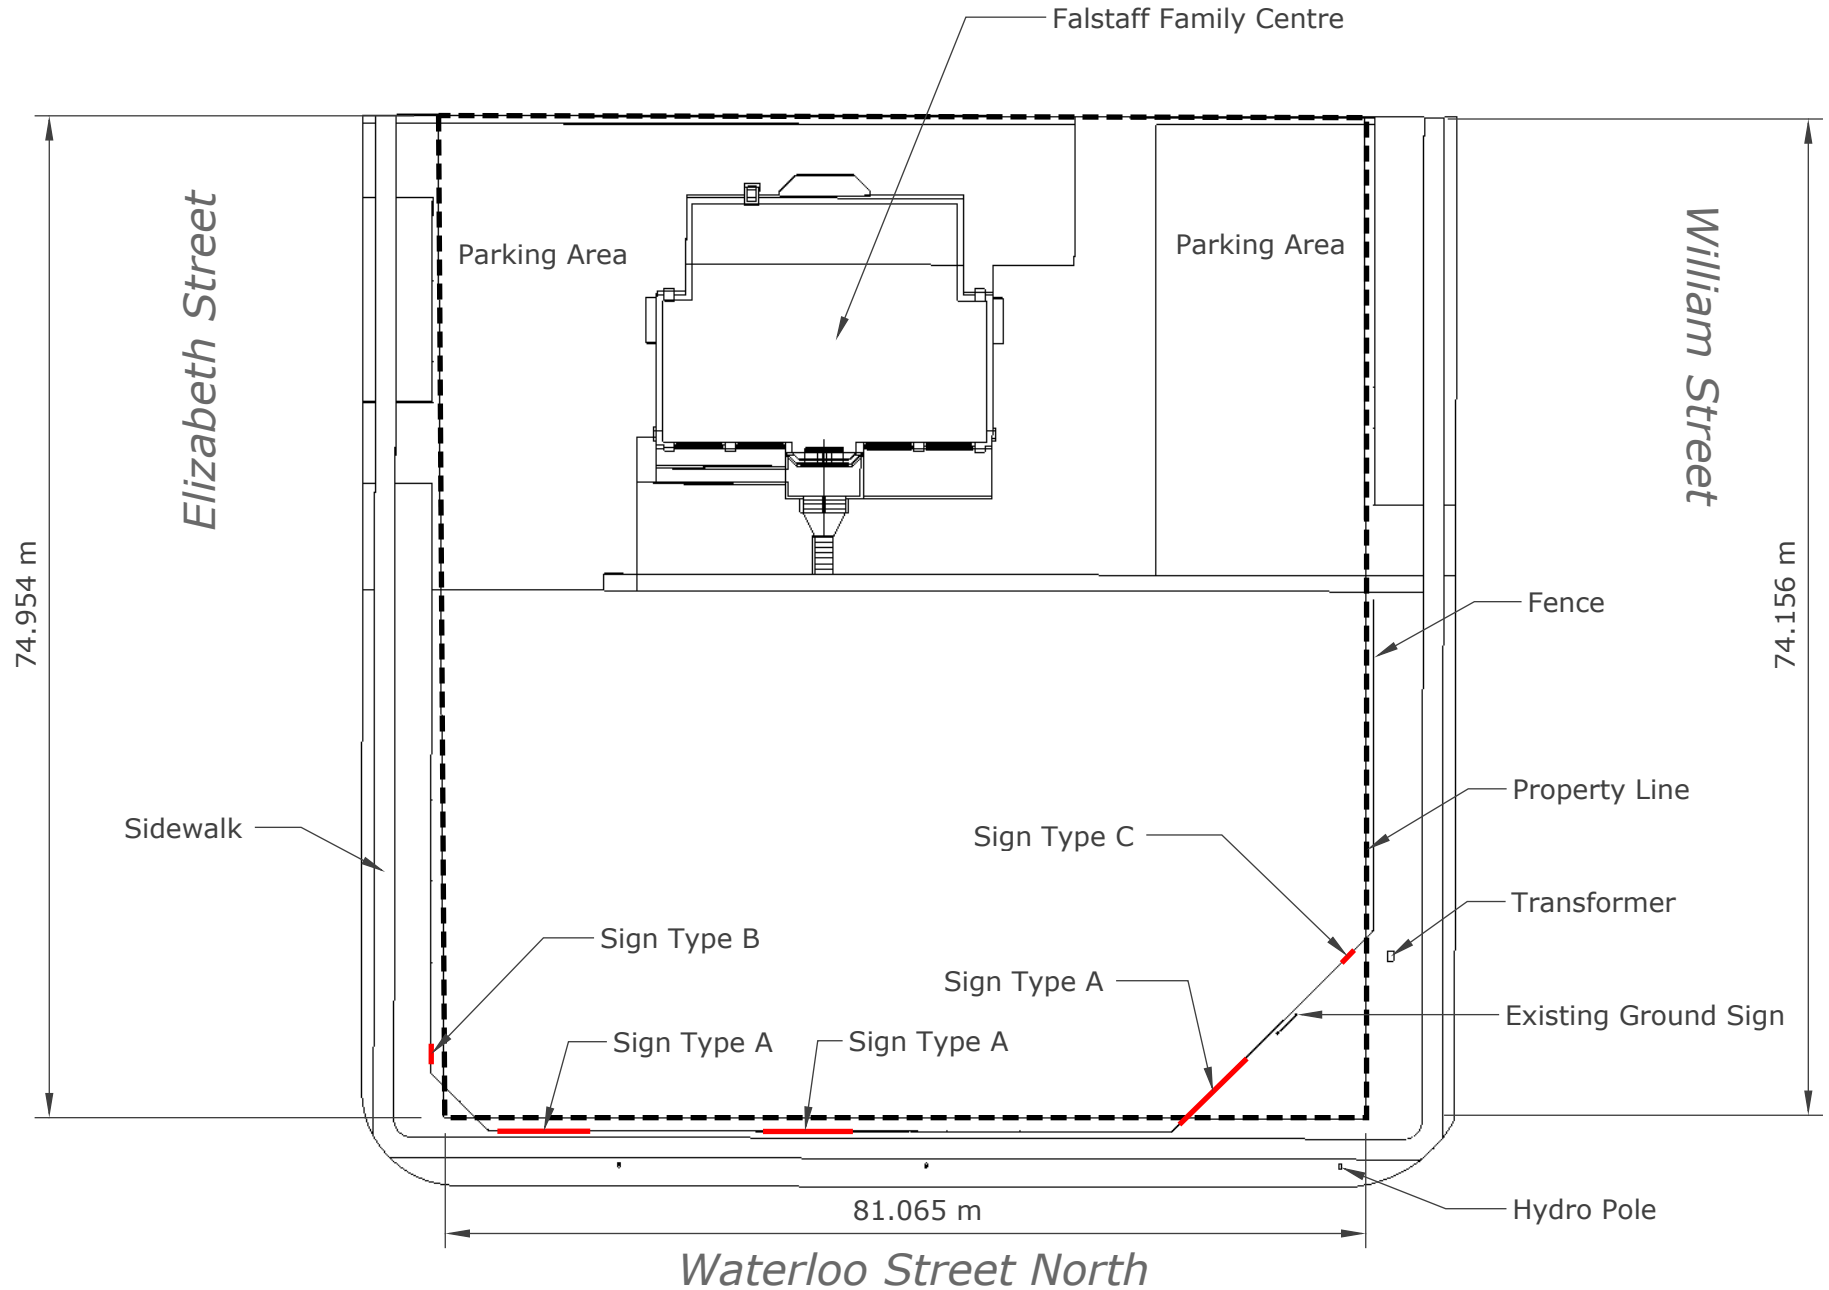 Falstaff Family Centre
Elizabeth Street
Parking Area
Parking Area
William Street
74.954 m
74.156 m
Fence
Property Line
Sidewalk
Sign Type C
Transformer
Sign Type B
Sign Type A
Existing Ground Sign
Sign Type A
Sign Type A
Hydro Pole
81.065 m
Waterloo Street North